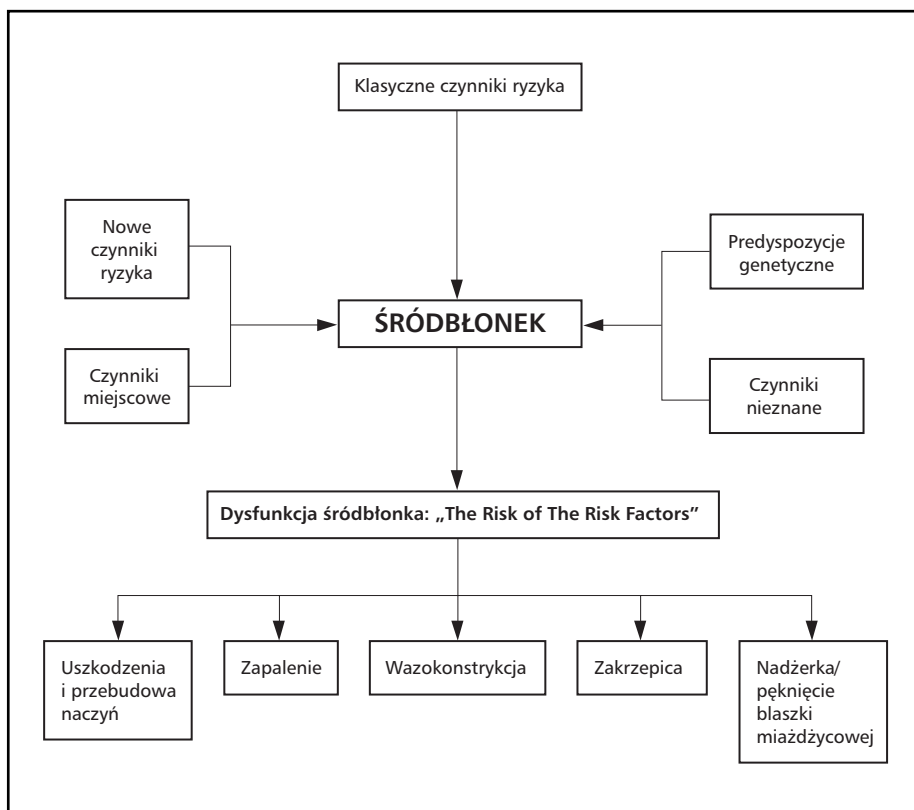 Klasyczne czynniki ryzyka
Nowe
czynniki
ryzyka
Predyspozycje
genetyczne
ŚRÓDBŁONEK
Czynniki
miejscowe
Czynniki
nieznane
Dysfunkcja śródbłonka: „The Risk of The Risk Factors”
Uszkodzenia
i przebudowa
naczyń
Zapalenie
Wazokonstrykcja
Zakrzepica
Nadżerka/
pęknięcie
blaszki
miażdżycowej